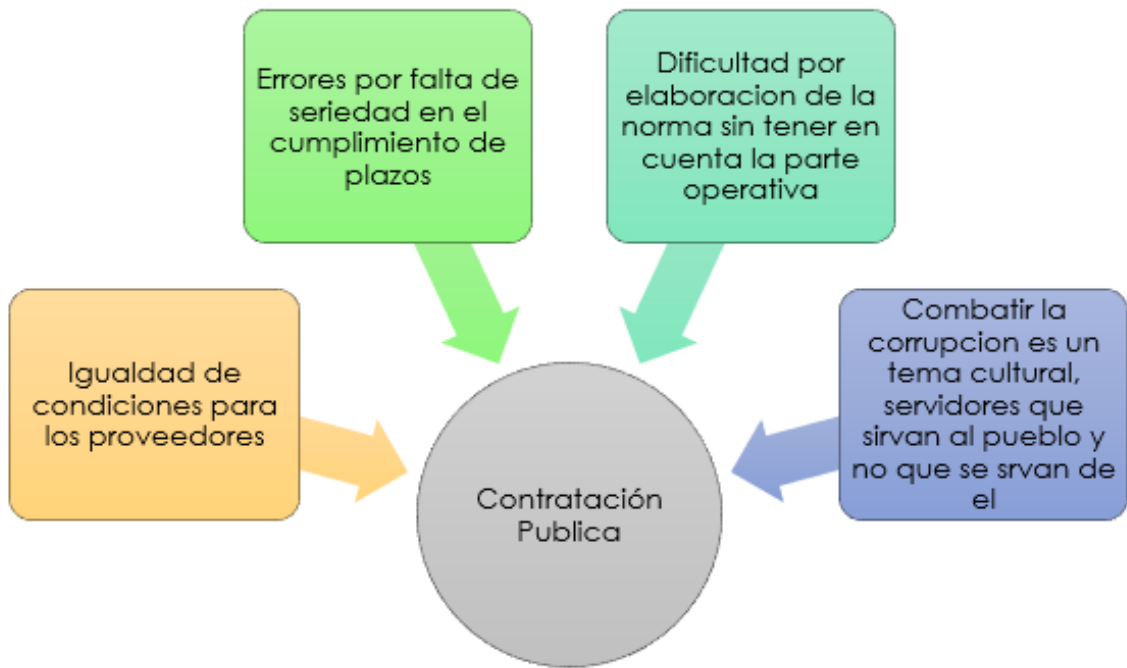 Errores por falta de
seriedad en el
cumplimiento de
plazos
Dificultad por
elaboracion de la
norma sin tener en
cuenta la parte
operativa
Igualdad de
condiciones para
los proveedores
Combatir la
corrupcion es un
tema cultural,
servidores que
sirvan al pueblo y
no que se srvan de
el
Contratación
Publica